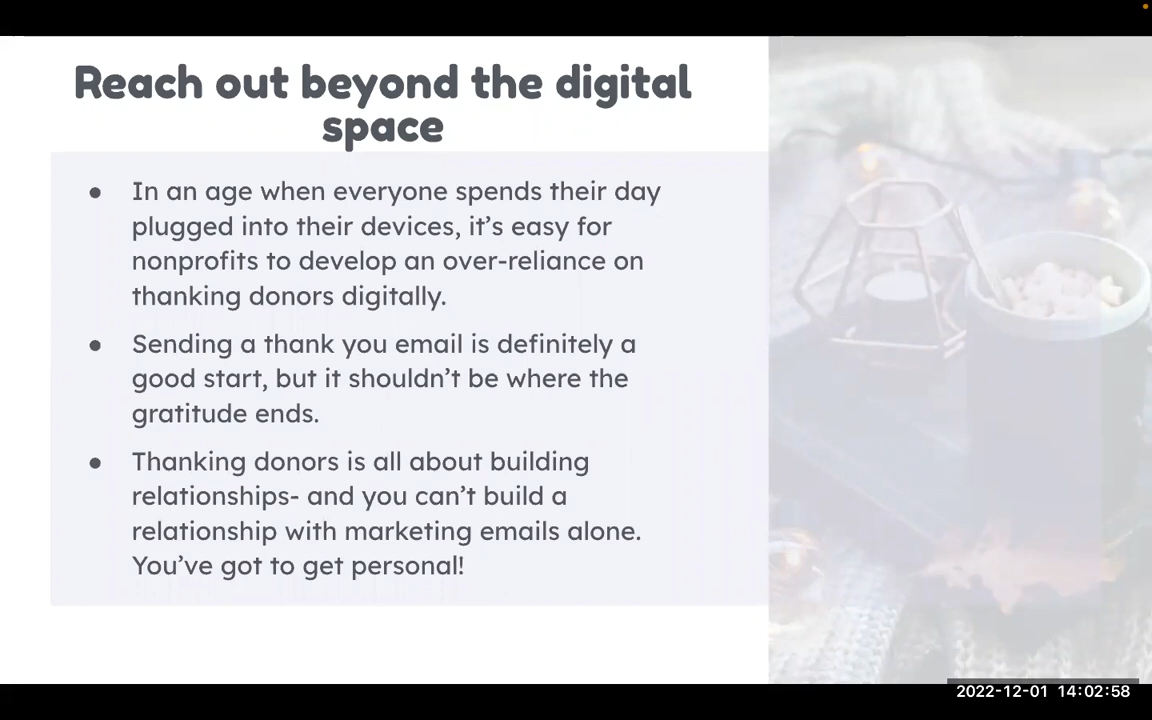 Reach out beyond the digital
space
● In an age when everyone spends their day
plugged into their devices, it’s easy for
nonprofits to develop an over-reliance on
thanking donors digitally.
● Sending a thank you email is definitely a
good start, but it shouldn’t be where the
gratitude ends.
● Thanking donors is all about building
relationships- and you can’t build a
relationship with marketing emails alone.
You’ve got to get personal!
2022-12-01 14:02:58